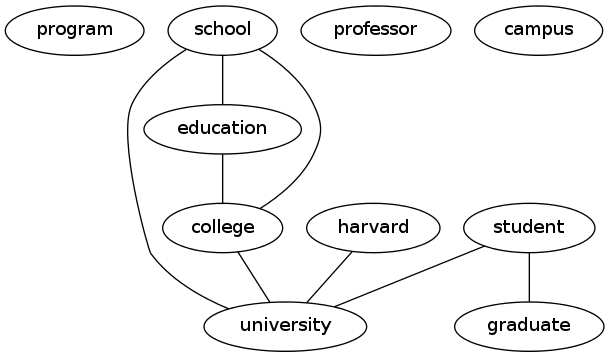 program
school
professor
campus
education
college
harvard
student
university
graduate